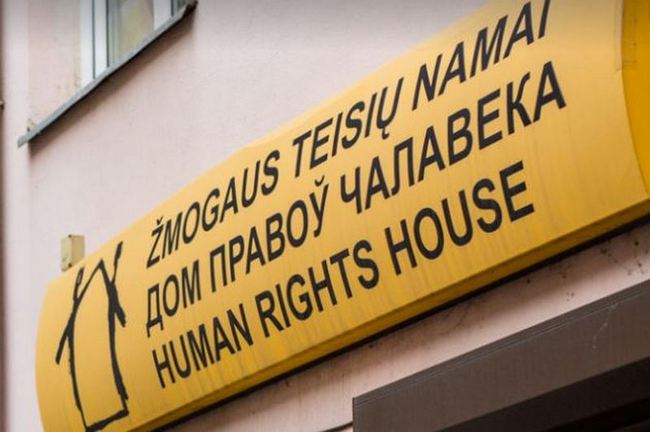 ŽMOGAUS TEISIŲ NAMAI
ДОМ ПРАВОЎ ЧАЛАВЕКА
HUMAN RIGHTS HOUSE